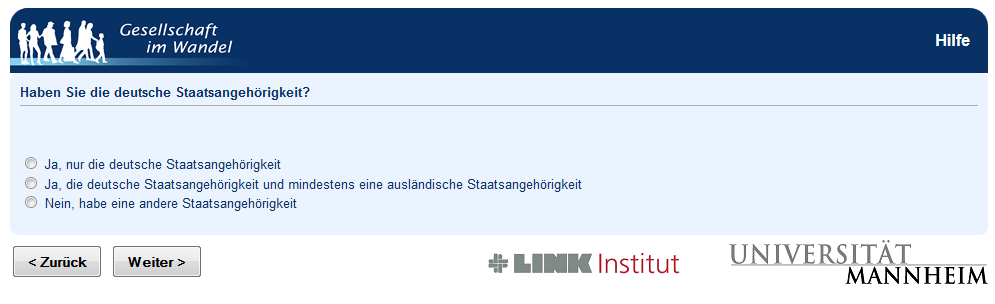 Gesellschaft
im Wandel
Hilfe
Haben Sie die deutsche Staatsangehörigkeit?
Ja, nur die deutsche Staatsangehörigkeit
Ja, die deutsche Staatsangehörigkeit und mindestens eine ausländische Staatsangehörigkeit
Nein, habe eine andere Staatsangehörigkeit
< Zurück
Weiter >
LINK Institut
UNIVERSITÄT
MANNHEIM